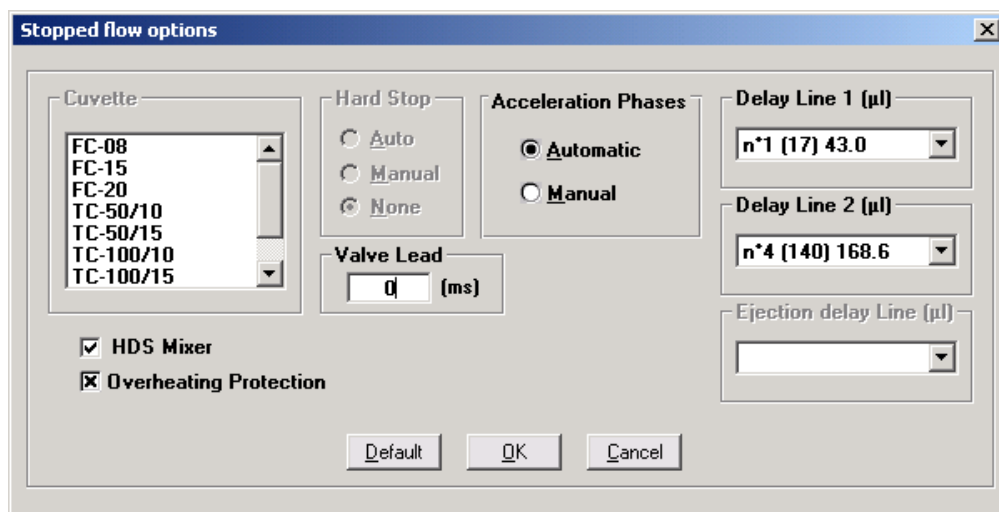 Stopped flow options
Cuvette
FC-08
FC-15
FC-20
TC-50/10
TC-50/15
TC-100/10
TC-100/15
Hard Stop
Auto
Manual
None
Acceleration Phases
Automatic
Manual
Valve Lead
0 (ms)
Delay Line 1 (µl)
n°1 (17) 43.0
Delay Line 2 (µl)
n°4 (140) 168.6
Ejection delay Line (µl)
HDS Mixer
Overheating Protection
Default OK Cancel